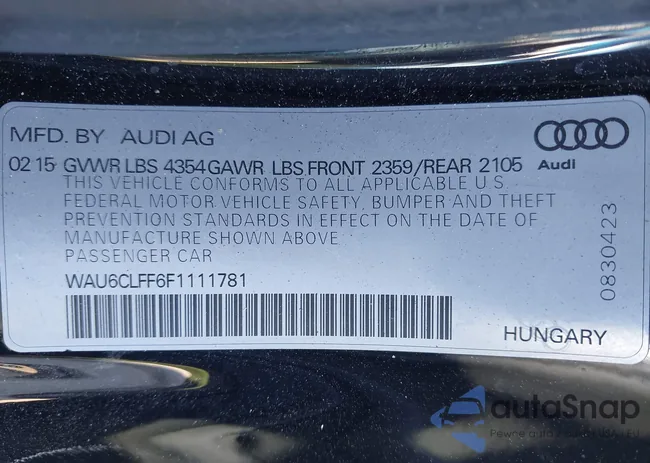 MFD. BY AUDI AG
Audi
02 15 GVWR LBS 4354 GAWR LBS FRONT 2359/REAR 2105
THIS VEHICLE CONFORMS TO ALL APPLICABLE U.S.
FEDERAL MOTOR VEHICLE SAFETY, BUMPER AND THEFT
PREVENTION STANDARDS IN EFFECT ON THE DATE OF
MANUFACTURE SHOWN ABOVE
PASSENGER CAR
WAU6CLFF6F1111781
0830423
HUNGARY
autoSnap
Pewne auto